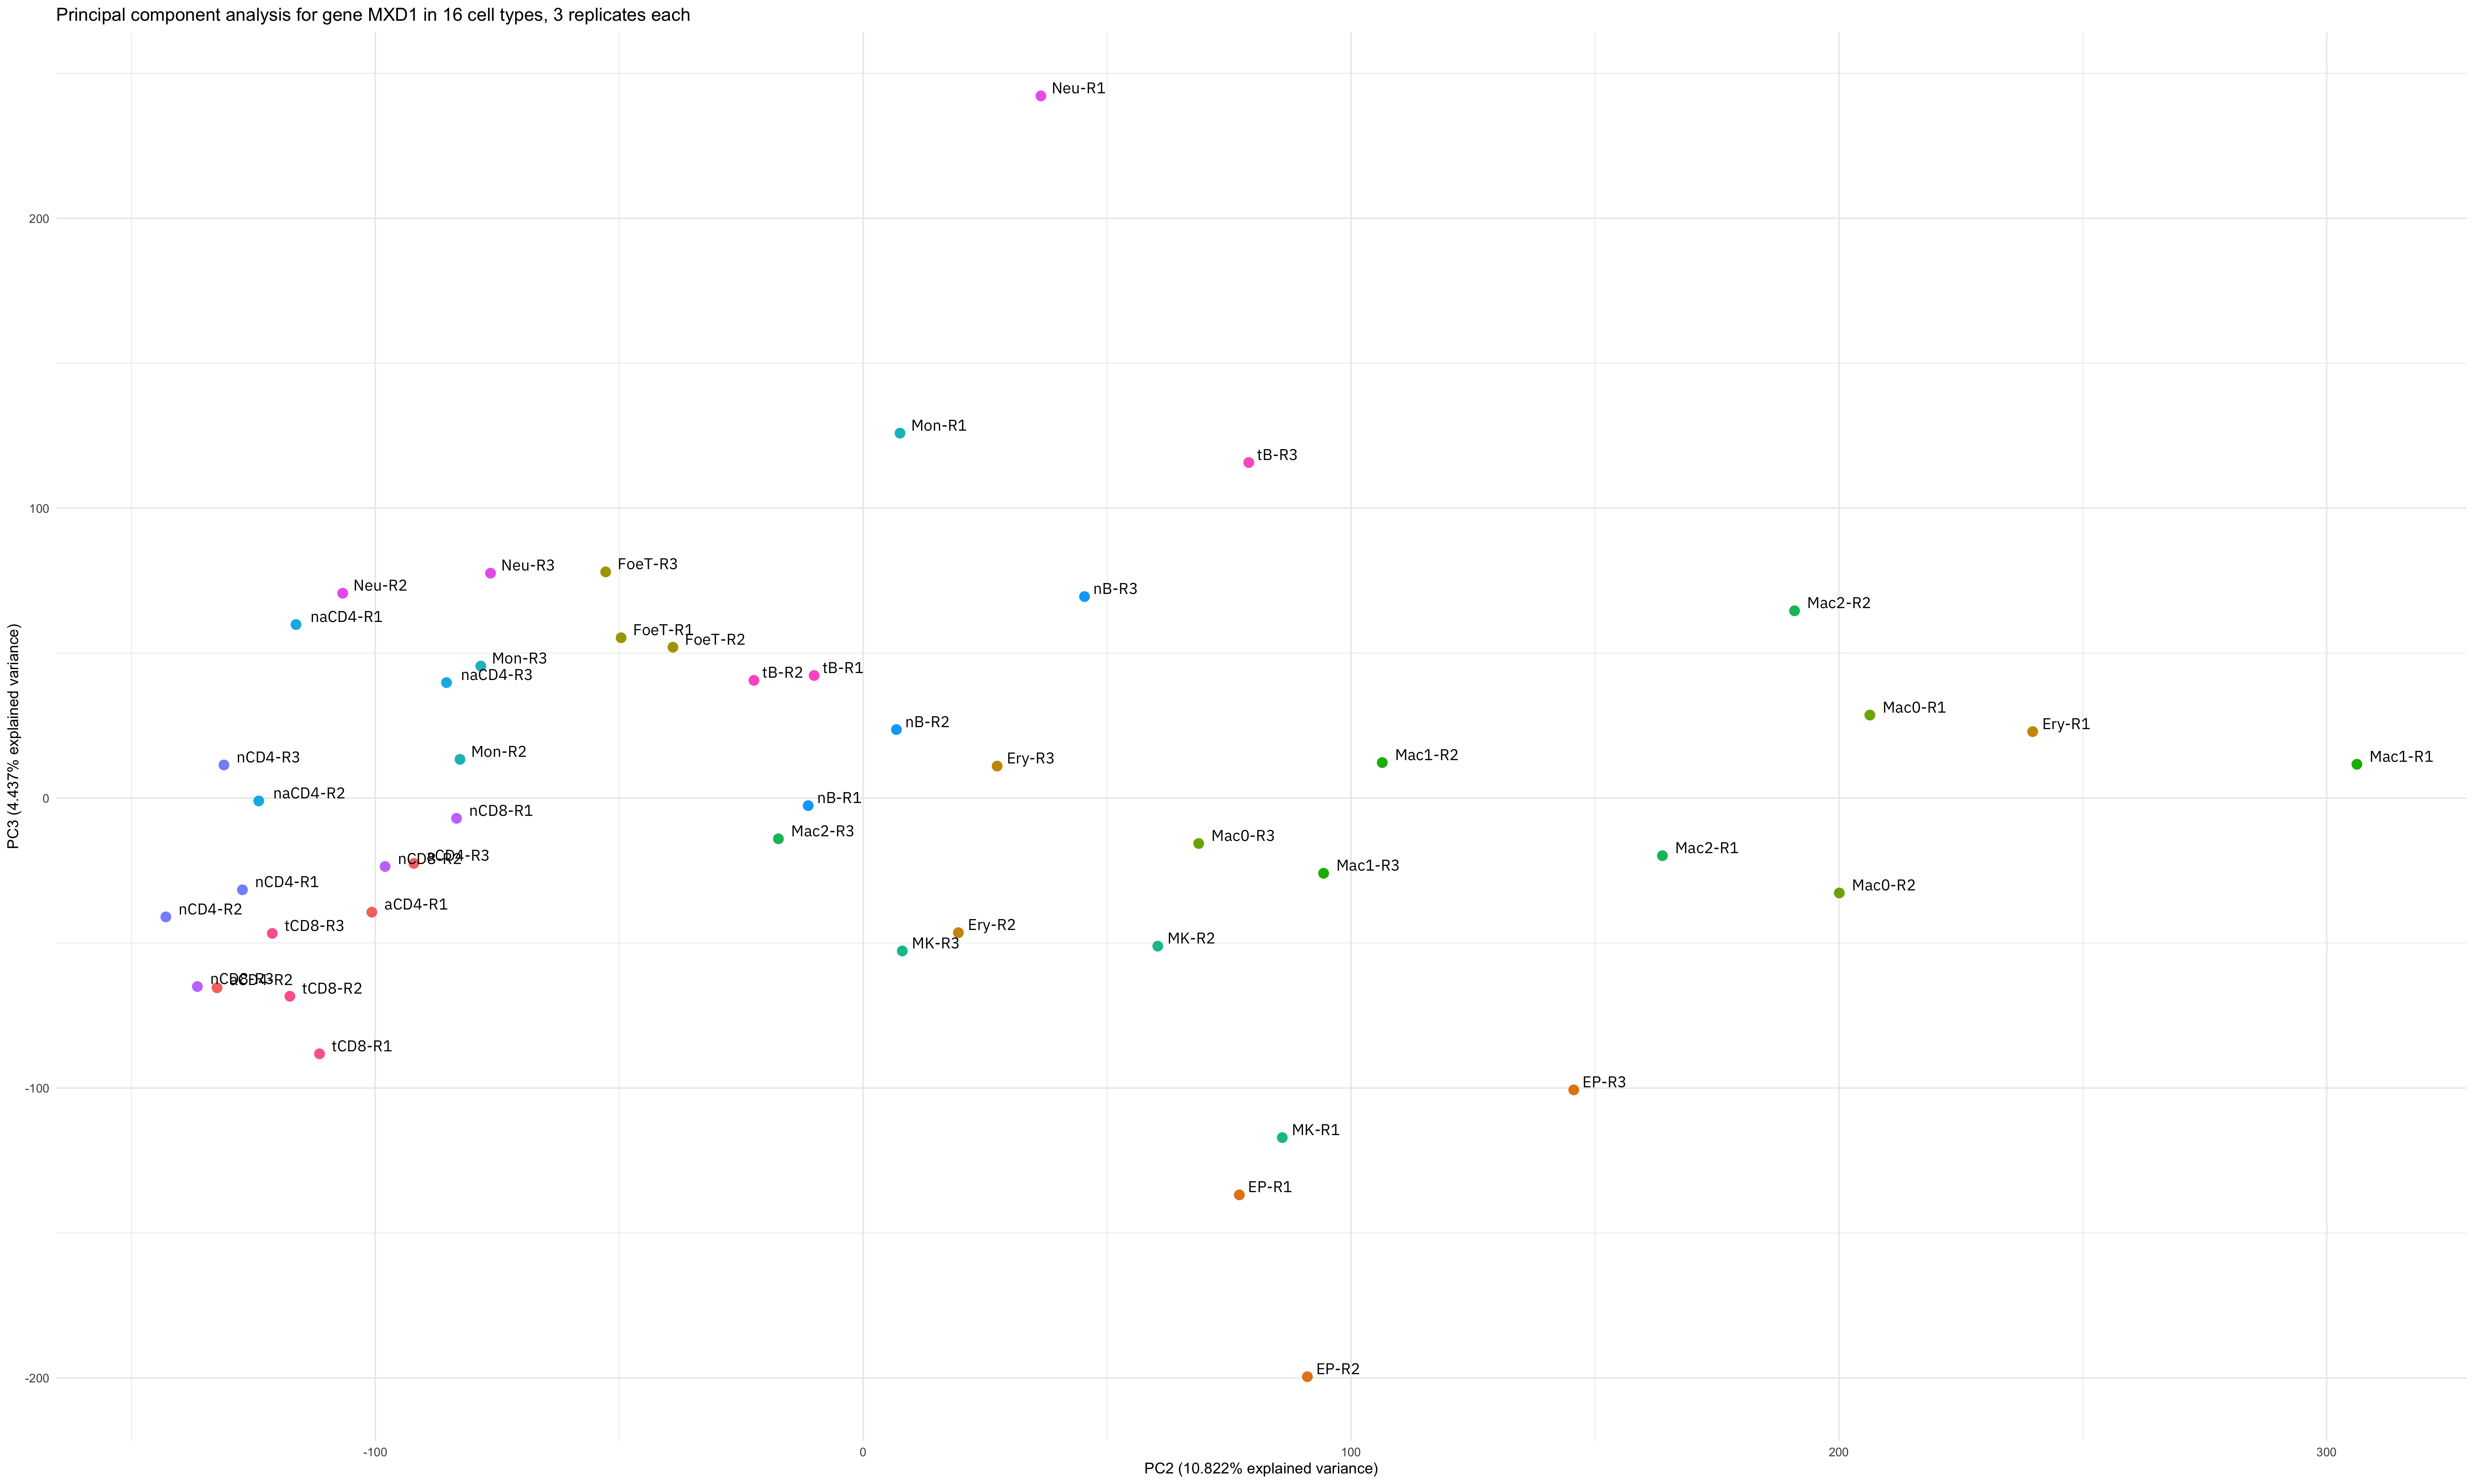 Principal component analysis for gene MXD1 in 16 cell types, 3 replicates each
Neu-R1
200
Mon-R1
tB-R3
100
Neu-R3
FoeT-R3
Neu-R2
nB-R3
Mac2-R2
naCD4-R1
FoeT-R1
FoeT-R2
Mon-R3
tB-R1
tB-R2
naCD4-R3
Mac0-R1
nB-R2
Ery-R1
Mon-R2
Mac1-R2
nCD4-R3
Ery-R3
Mac1-R1
naCD4-R2
0
nB-R1
nCD8-R1
Mac2-R3
Mac0-R3
Mac2-R1
nCD8-R2
aCD4-R3
Mac1-R3
nCD4-R1
Mac0-R2
aCD4-R1
nCD4-R2
tCD8-R3
Ery-R2
MK-R3
MK-R2
nCD8-R3
aCD4-R2
tCD8-R2
tCD8-R1
-100
EP-R3
MK-R1
EP-R1
EP-R2
-200
-100
0
100
200
300
PC2 (10.822% explained variance)
PC3 (4.437% explained variance)